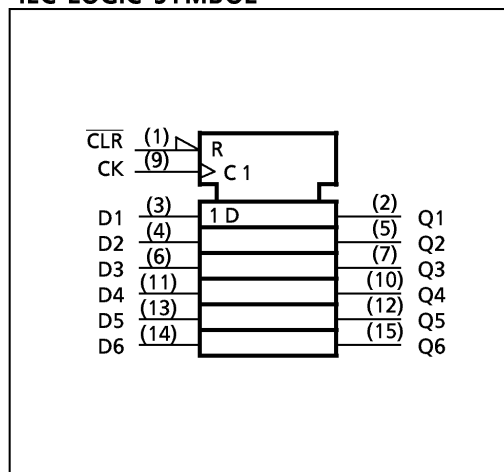 IEC LOGIC SYMBOL
CLR (1) R
CK (9) C1
D1 (3) 1D (2) Q1
D2 (4) (5) Q2
D3 (6) (7) Q3
D4 (11) (10) Q4
D5 (13) (12) Q5
D6 (14) (15) Q6